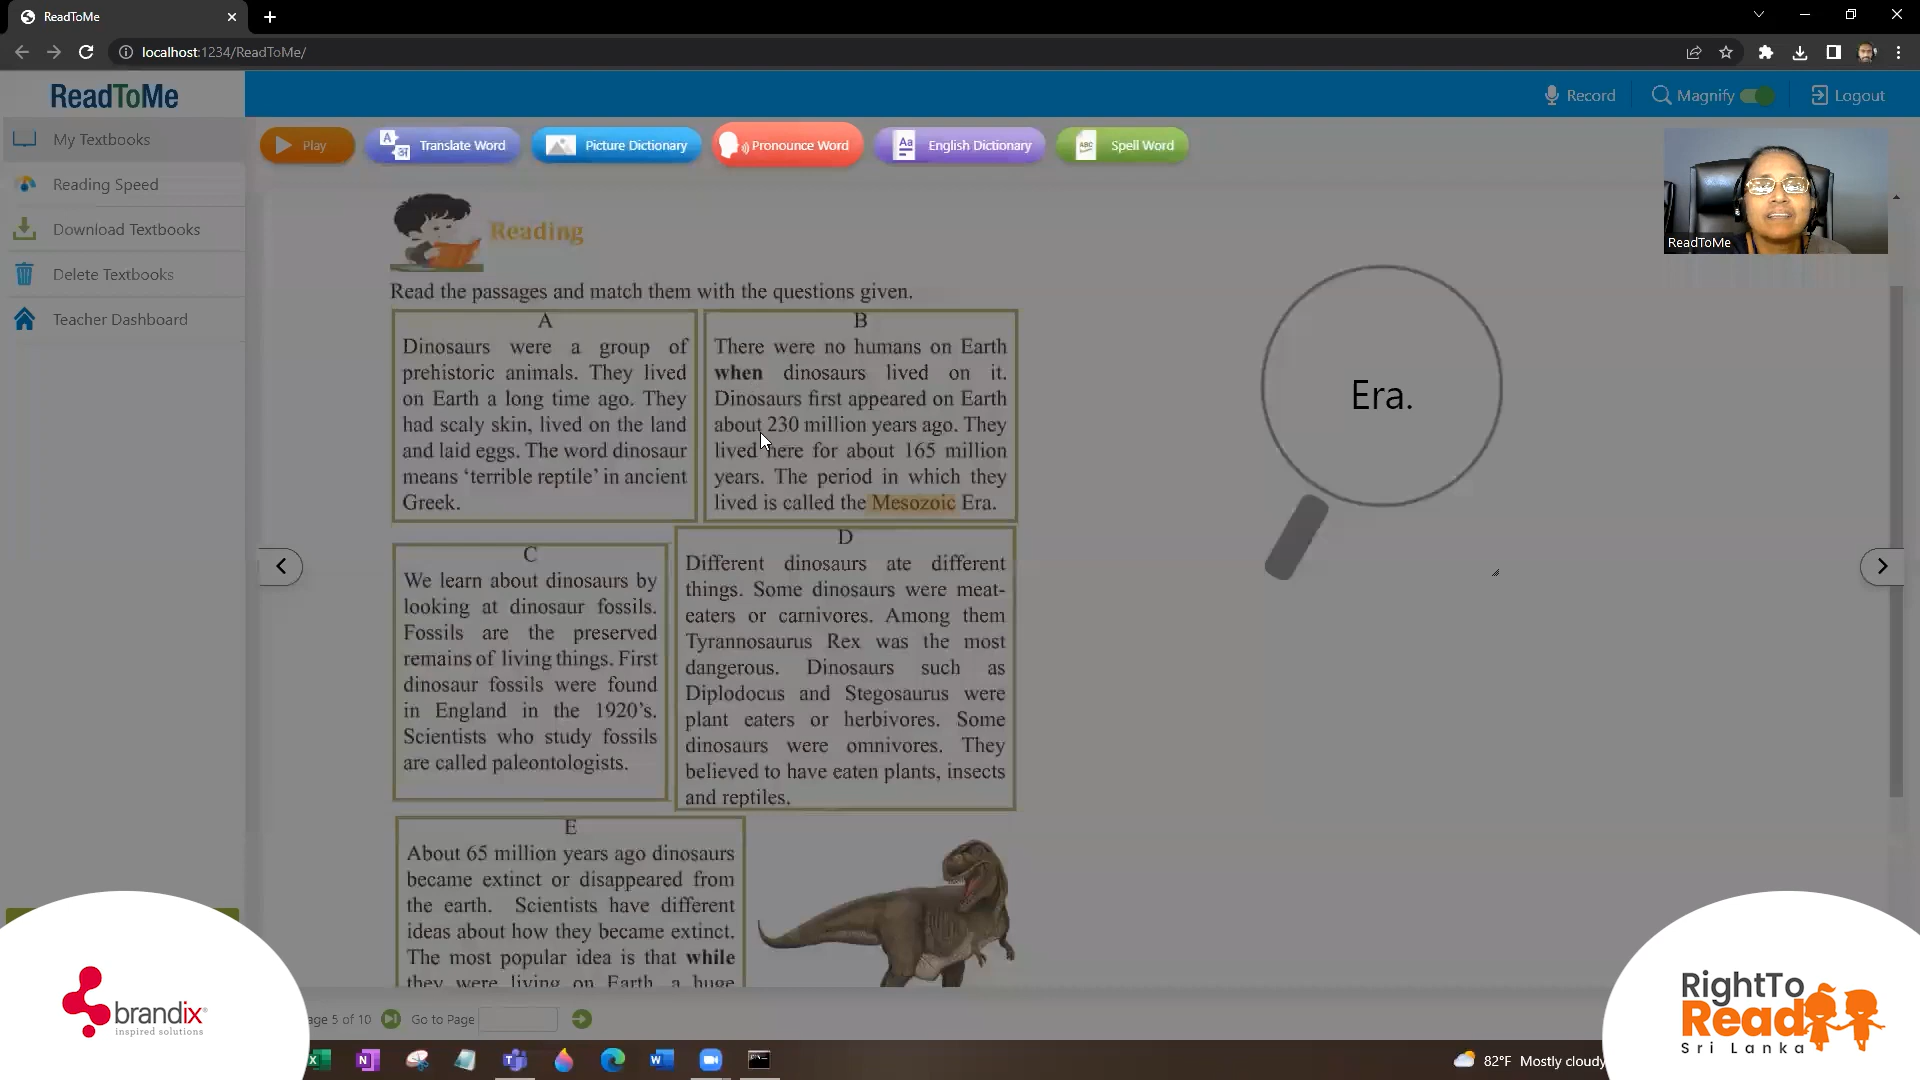 ReadToMe
localhost:1234/ReadToMe/
ReadToMe
Record
Magnify
Logout
My Textbooks
Reading Speed
Download Textbooks
Delete Textbooks
Teacher Dashboard
Play
Translate Word
Picture Dictionary
Pronounce Word
Aa
English Dictionary
ABC
Spell Word
ReadToMe
Reading
Read the passages and match them with the questions given.
A
Dinosaurs were a group of
prehistoric animals. They lived
on Earth a long time ago. They
had scaly skin, lived on the land
and laid eggs. The word dinosaur
means ‘terrible reptile’ in ancient
Greek.
B
There were no humans on Earth
when dinosaurs lived on it.
Dinosaurs first appeared on Earth
about 230 million years ago. They
lived here for about 165 million
years. The period in which they
lived is called the Mesozoic Era.
Era.
C
We learn about dinosaurs by
looking at dinosaur fossils.
Fossils are the preserved
remains of living things. First
dinosaur fossils were found
in England in the 1920’s.
Scientists who study fossils
are called paleontologists.
D
Different dinosaurs ate different
things. Some dinosaurs were meat-
eaters or carnivores. Among them
Tyrannosaurus Rex was the most
dangerous. Dinosaurs such as
Diplodocus and Stegosaurus were
plant eaters or herbivores. Some
dinosaurs were omnivores. They
believed to have eaten plants, insects
and reptiles.
E
About 65 million years ago dinosaurs
became extinct or disappeared from
the earth. Scientists have different
ideas about how they became extinct.
The most popular idea is that while
they were living on Earth, a huge
age 5 of 10
Go to Page
brandix
inspired solutions
RightTo
Read
Sri Lanka
82°F Mostly cloudy